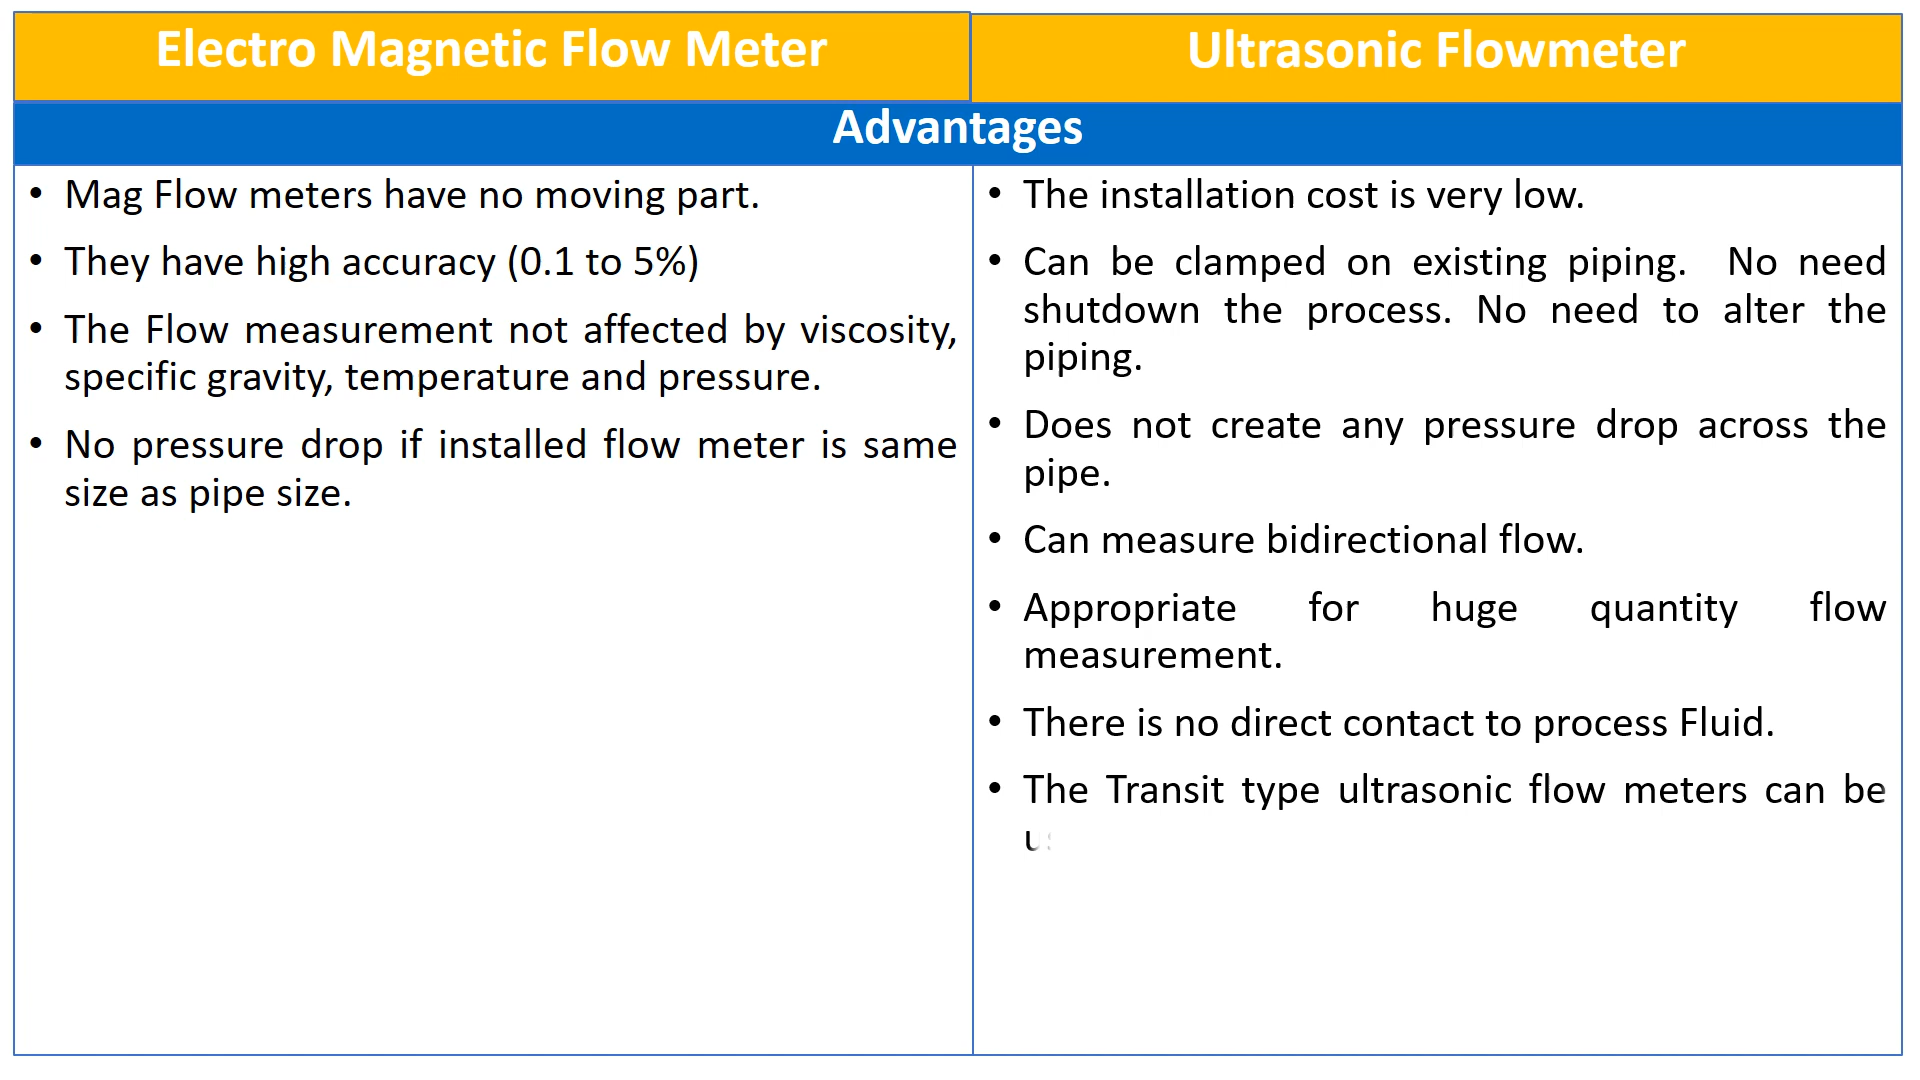 Electro Magnetic Flow Meter
Ultrasonic Flowmeter
Advantages
• Mag Flow meters have no moving part.
• They have high accuracy (0.1 to 5%)
• The Flow measurement not affected by viscosity,
specific gravity, temperature and pressure.
• No pressure drop if installed flow meter is same
size as pipe size.
• The installation cost is very low.
• Can be clamped on existing piping. No need
shutdown the process. No need to alter the
piping.
• Does not create any pressure drop across the
pipe.
• Can measure bidirectional flow.
• Appropriate for huge quantity flow
measurement.
• There is no direct contact to process Fluid.
• The Transit type ultrasonic flow meters can be